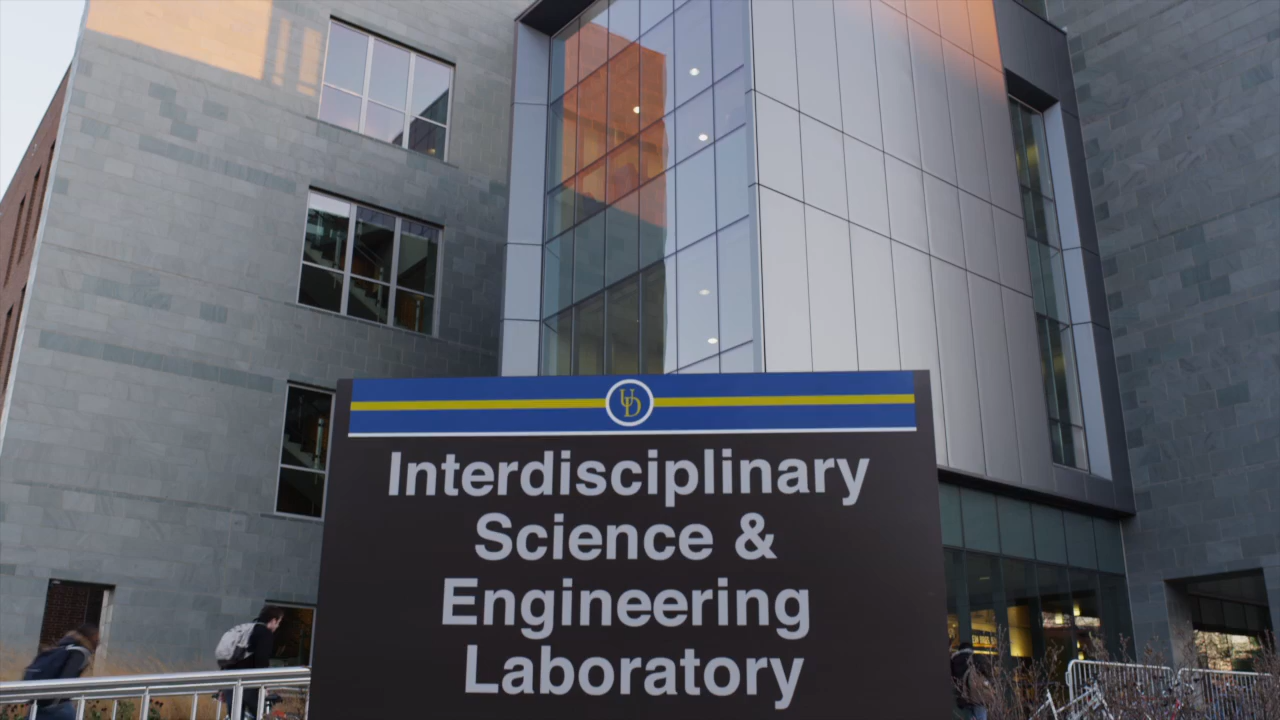 UD
Interdisciplinary
Science &
Engineering
Laboratory